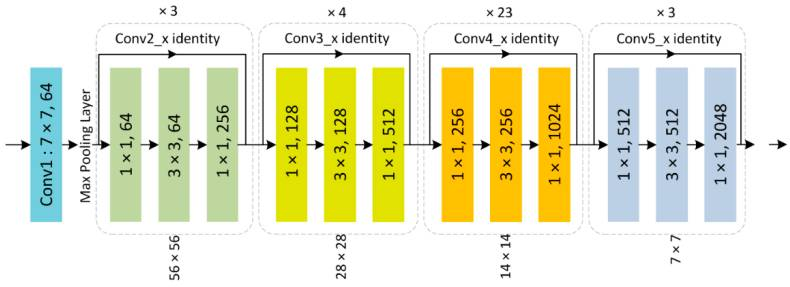 × 3
× 4
× 23
× 3
Conv2_x identity
Conv3_x identity
Conv4_x identity
Conv5_x identity
Conv1 : 7 × 7, 64
Max Pooling Layer
1 × 1, 64
3 × 3, 64
1 × 1, 256
1 × 1, 128
3 × 3, 128
1 × 1, 512
1 × 1, 256
3 × 3, 256
1 × 1, 1024
1 × 1, 512
3 × 3, 512
1 × 1, 2048
56 × 56
28 × 28
14 × 14
7 × 7